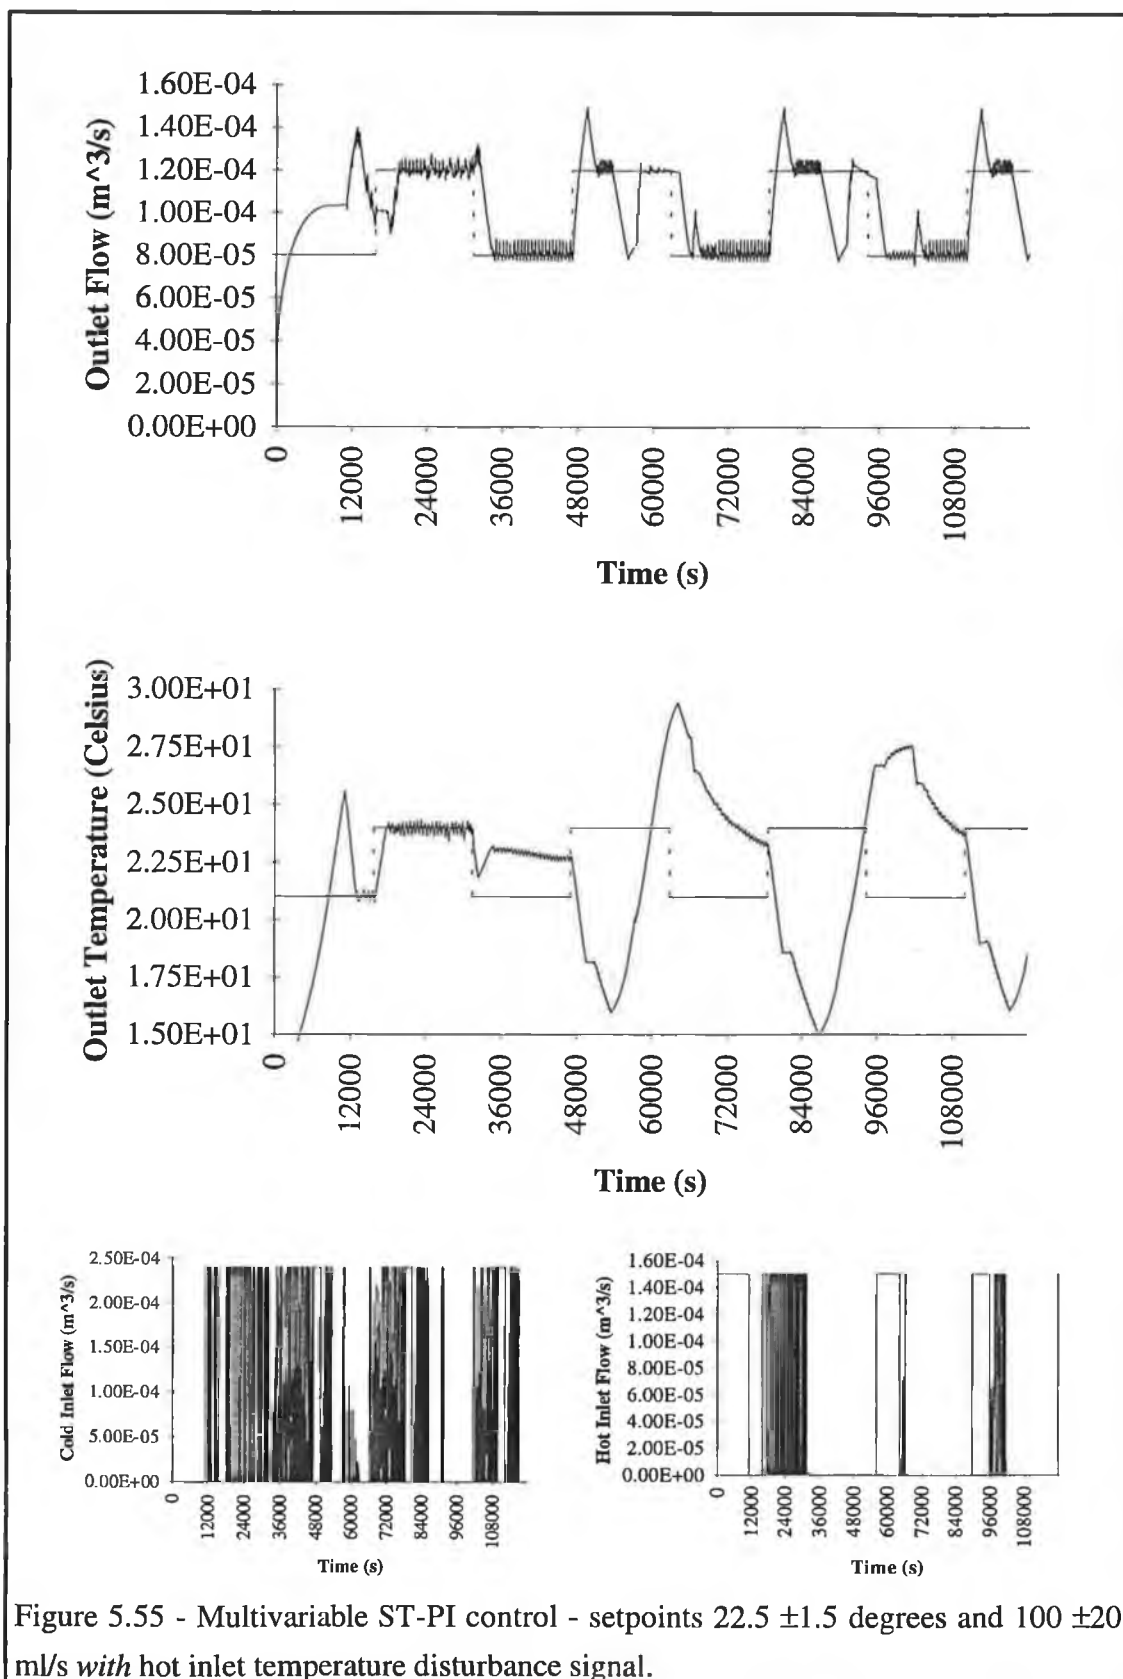 1.60E-04
1.40E-04
1.20E-04
1.00E-04
8.00E-05
6.00E-05
4.00E-05
2.00E-05
0.00E+00
Outlet Flow (m^3/s)
0
12000
24000
36000
48000
60000
72000
84000
96000
108000
Time (s)
3.00E+01
2.75E+01
2.50E+01
2.25E+01
2.00E+01
1.75E+01
1.50E+01
Outlet Temperature (Celsius)
0
12000
24000
36000
48000
60000
72000
84000
96000
108000
Time (s)
2.50E-04
2.00E-04
1.50E-04
1.00E-04
5.00E-05
0.00E+00
Cold Inlet Flow (m^3/s)
0
12000
24000
36000
48000
60000
72000
84000
96000
108000
Time (s)
1.60E-04
1.40E-04
1.20E-04
1.00E-04
8.00E-05
6.00E-05
4.00E-05
2.00E-05
0.00E+00
Hot Inlet Flow (m^3/s)
0
12000
24000
36000
48000
60000
72000
84000
96000
108000
Time (s)
Figure 5.55 - Multivariable ST-PI control - setpoints 22.5 ±1.5 degrees and 100 ±20
ml/s with hot inlet temperature disturbance signal.